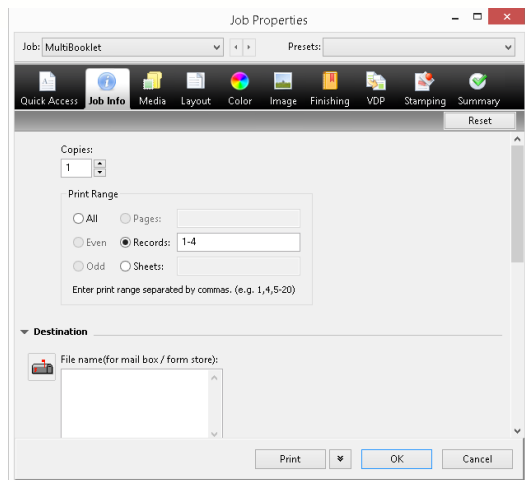 Job Properties
Job: MultiBooklet Presets:
Quick Access Job Info Media Layout Color Image Finishing VDP Stamping Summary
Reset
Copies:
1
Print Range
All Pages:
Even Records: 1-4
Odd Sheets:
Enter print range separated by commas. (e.g. 1,4,5-20)
Destination
File name(for mail box / form store):
Print OK Cancel